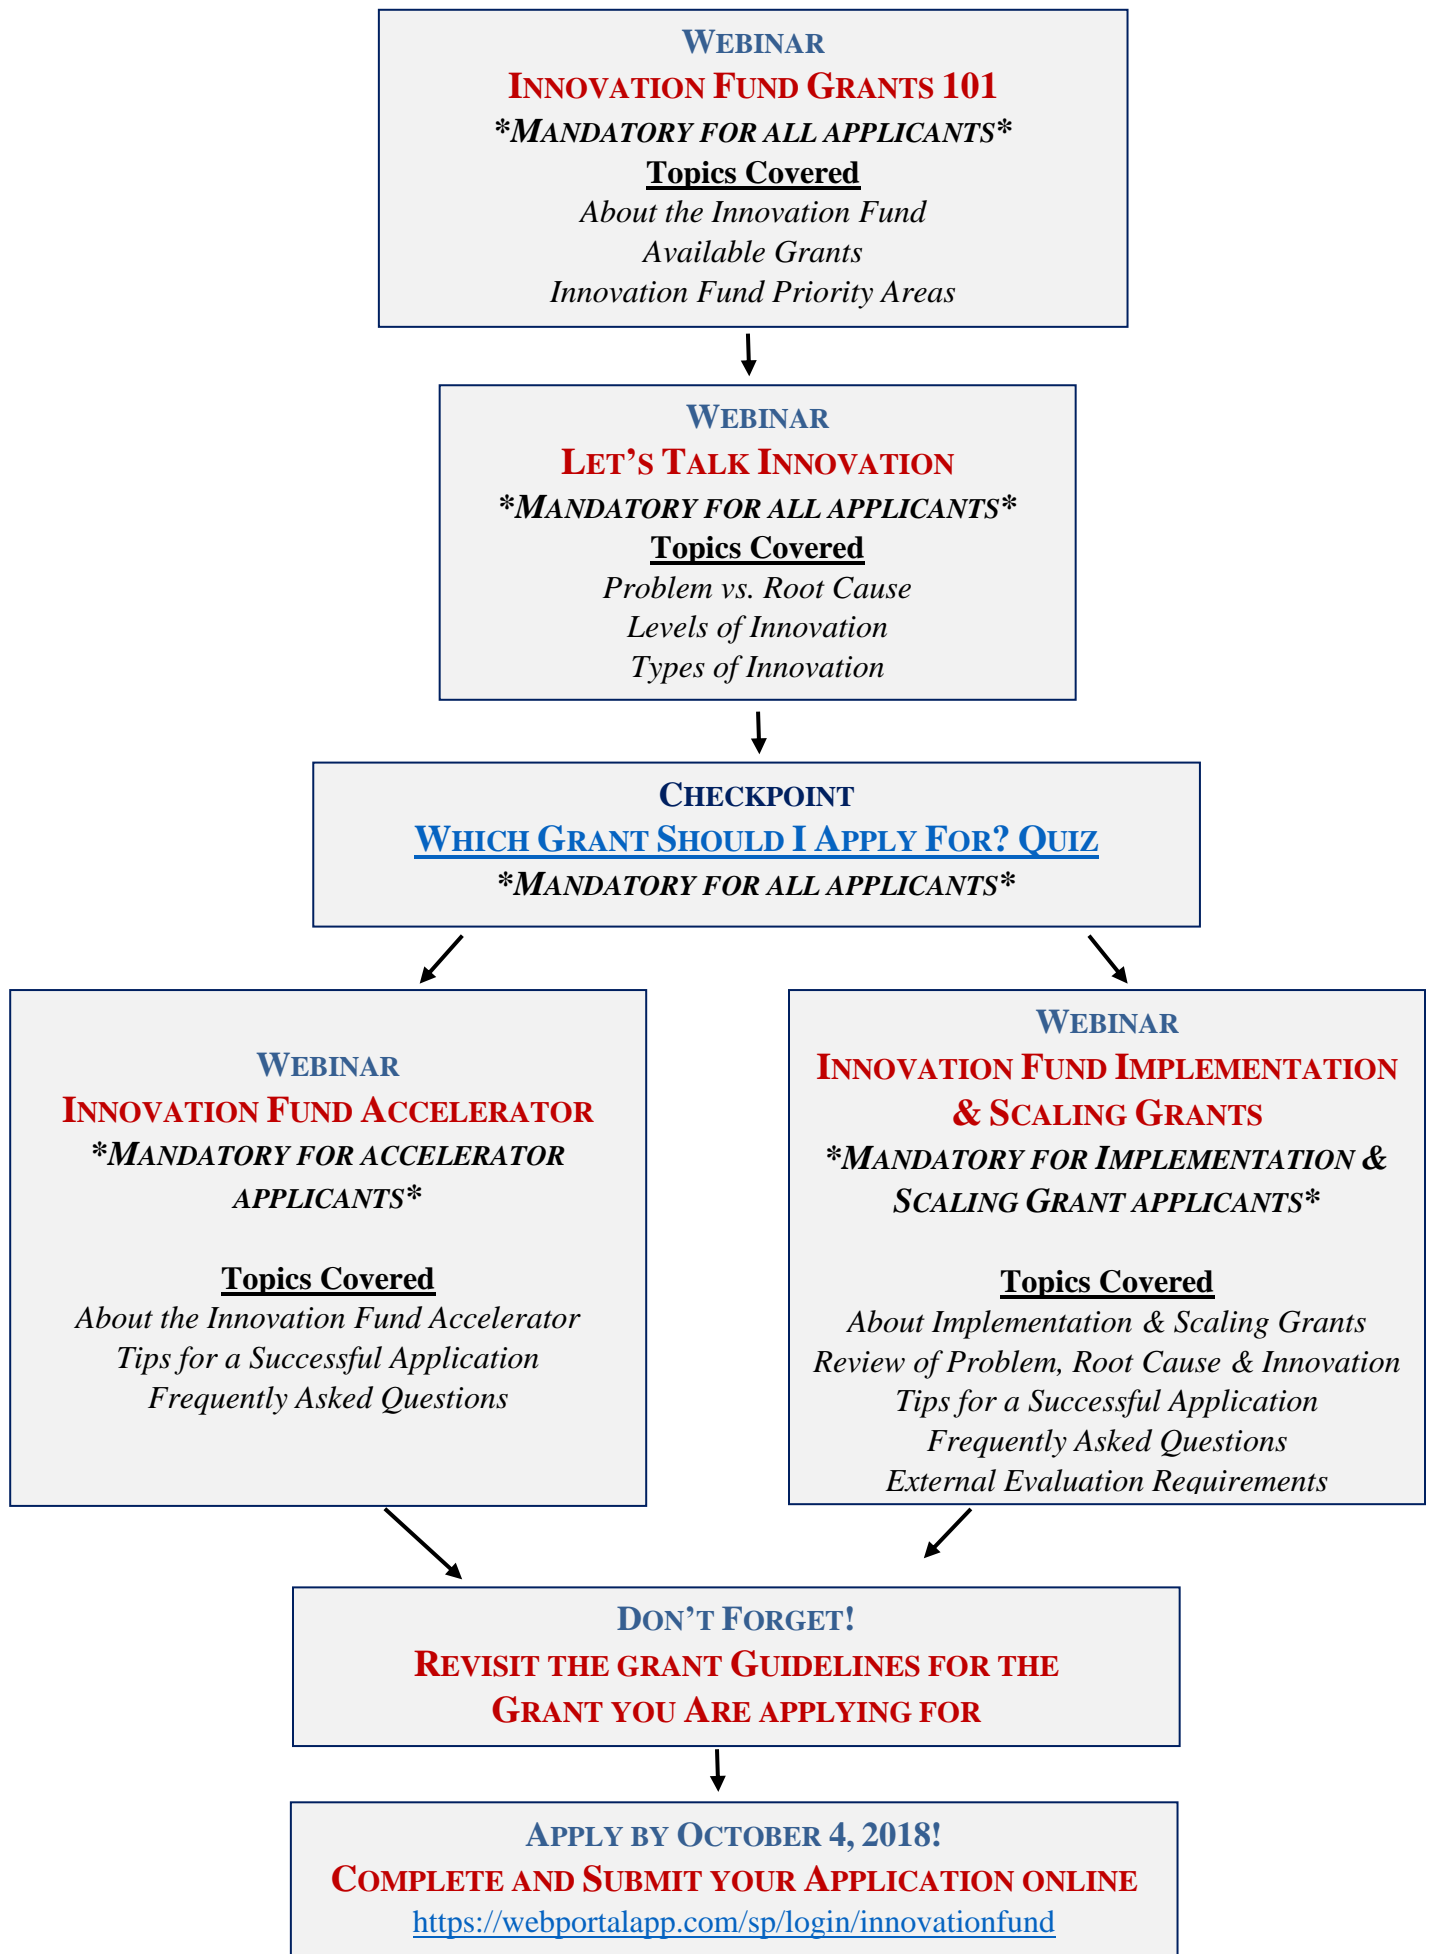 WEBINAR
INNOVATION FUND GRANTS 101
*MANDATORY FOR ALL APPLICANTS*
Topics Covered
About the Innovation Fund
Available Grants
Innovation Fund Priority Areas
WEBINAR
LET’S TALK INNOVATION
*MANDATORY FOR ALL APPLICANTS*
Topics Covered
Problem vs. Root Cause
Levels of Innovation
Types of Innovation
CHECKPOINT
WHICH GRANT SHOULD I APPLY FOR? QUIZ
*MANDATORY FOR ALL APPLICANTS*
WEBINAR
INNOVATION FUND ACCELERATOR
*MANDATORY FOR ACCELERATOR
APPLICANTS*
Topics Covered
About the Innovation Fund Accelerator
Tips for a Successful Application
Frequently Asked Questions
WEBINAR
INNOVATION FUND IMPLEMENTATION
& SCALING GRANTS
*MANDATORY FOR IMPLEMENTATION &
SCALING GRANT APPLICANTS*
Topics Covered
About Implementation & Scaling Grants
Review of Problem, Root Cause & Innovation
Tips for a Successful Application
Frequently Asked Questions
External Evaluation Requirements
DON’T FORGET!
REVISIT THE GRANT GUIDELINES FOR THE
GRANT YOU ARE APPLYING FOR
APPLY BY OCTOBER 4, 2018!
COMPLETE AND SUBMIT YOUR APPLICATION ONLINE
https://webportalapp.com/sp/login/innovationfund